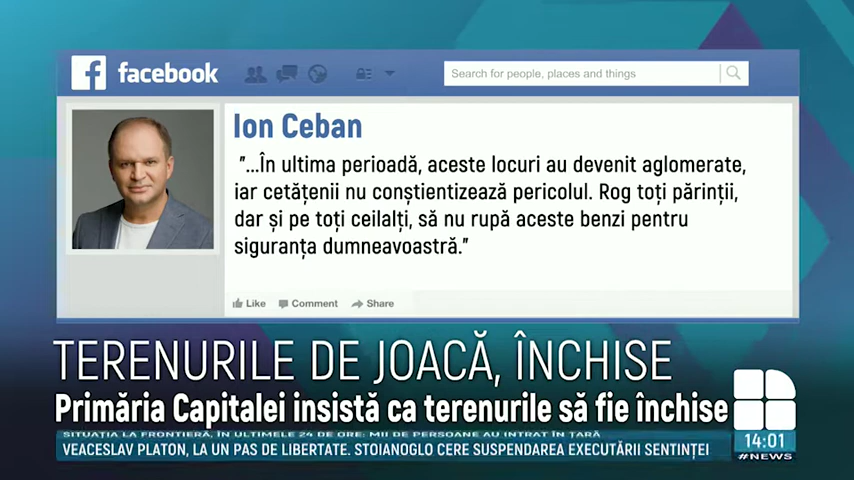 facebook
Search for people, places and things
Ion Ceban
"...În ultima perioadă, aceste locuri au devenit aglomerate,
iar cetățenii nu conștientizează pericolul. Rog toți părinții,
dar și pe toți ceilalți, să nu rupă aceste benzi pentru
siguranța dumneavoastră."
Like Comment Share
TERENURILE DE JOACĂ, ÎNCHISE
Primăria Capitalei insistă ca terenurile să fie închise
SITUAȚIA LA FRONTIERĂ, ÎN ULTIMELE 24 DE ORE: MII DE PERSOANE AU INTRAT ÎN ȚARĂ
VEACESLAV PLATON, LA UN PAS DE LIBERTATE. STOIANOGLO CERE SUSPENDAREA EXECUTĂRII SENTINȚEI
14:01
#NEWS